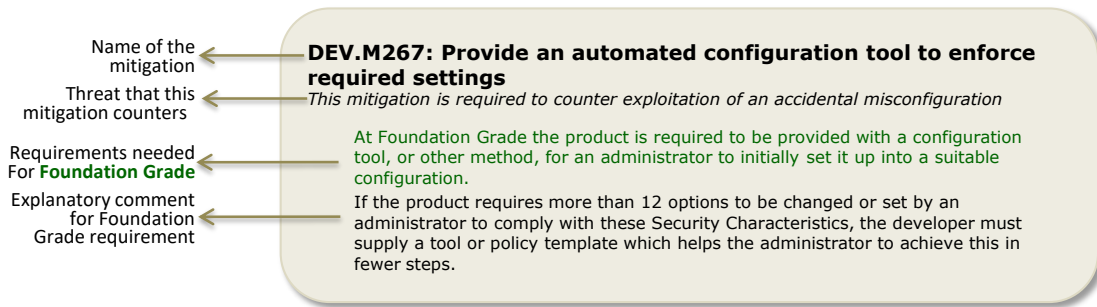 Name of the
mitigation
Threat that this
mitigation counters
Requirements needed
For Foundation Grade
Explanatory comment
for Foundation
Grade requirement
DEV.M267: Provide an automated configuration tool to enforce
required settings
This mitigation is required to counter exploitation of an accidental misconfiguration
At Foundation Grade the product is required to be provided with a configuration
tool, or other method, for an administrator to initially set it up into a suitable
configuration.
If the product requires more than 12 options to be changed or set by an
administrator to comply with these Security Characteristics, the developer must
supply a tool or policy template which helps the administrator to achieve this in
fewer steps.